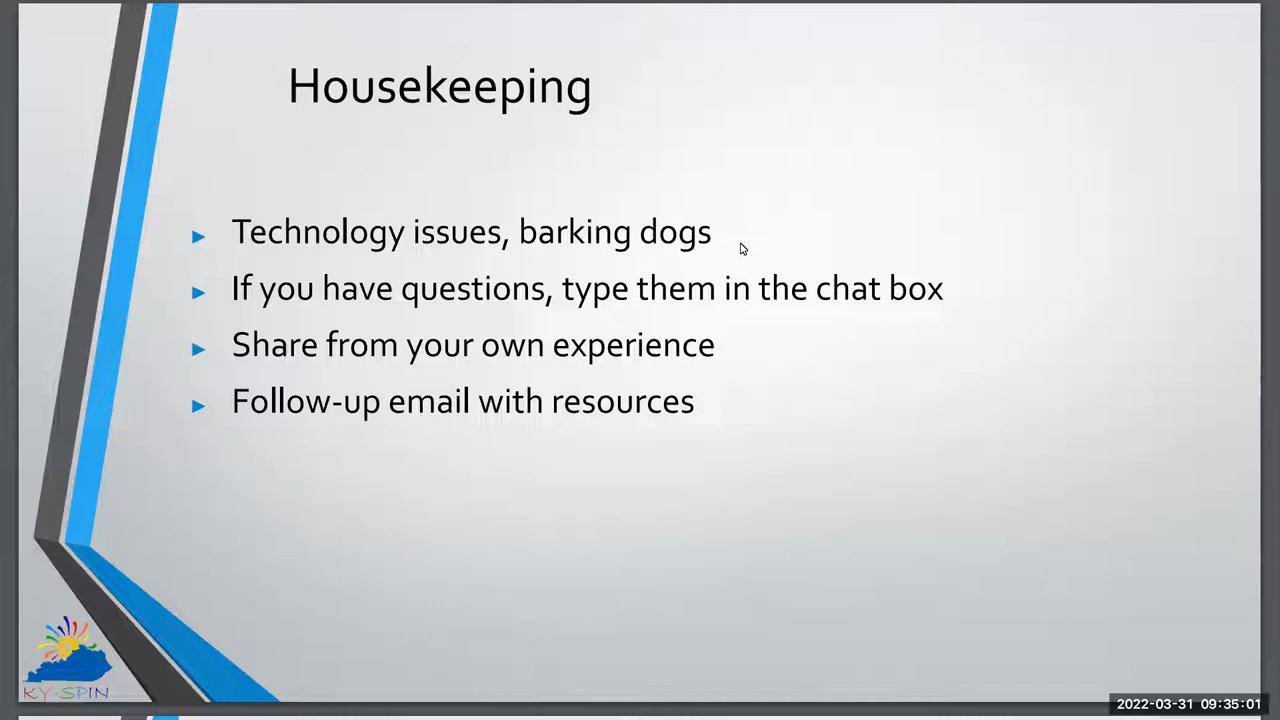 Housekeeping
Technology issues, barking dogs
If you have questions, type them in the chat box
Share from your own experience
Follow-up email with resources
KY-SPIN
2022-03-31 09:35:01